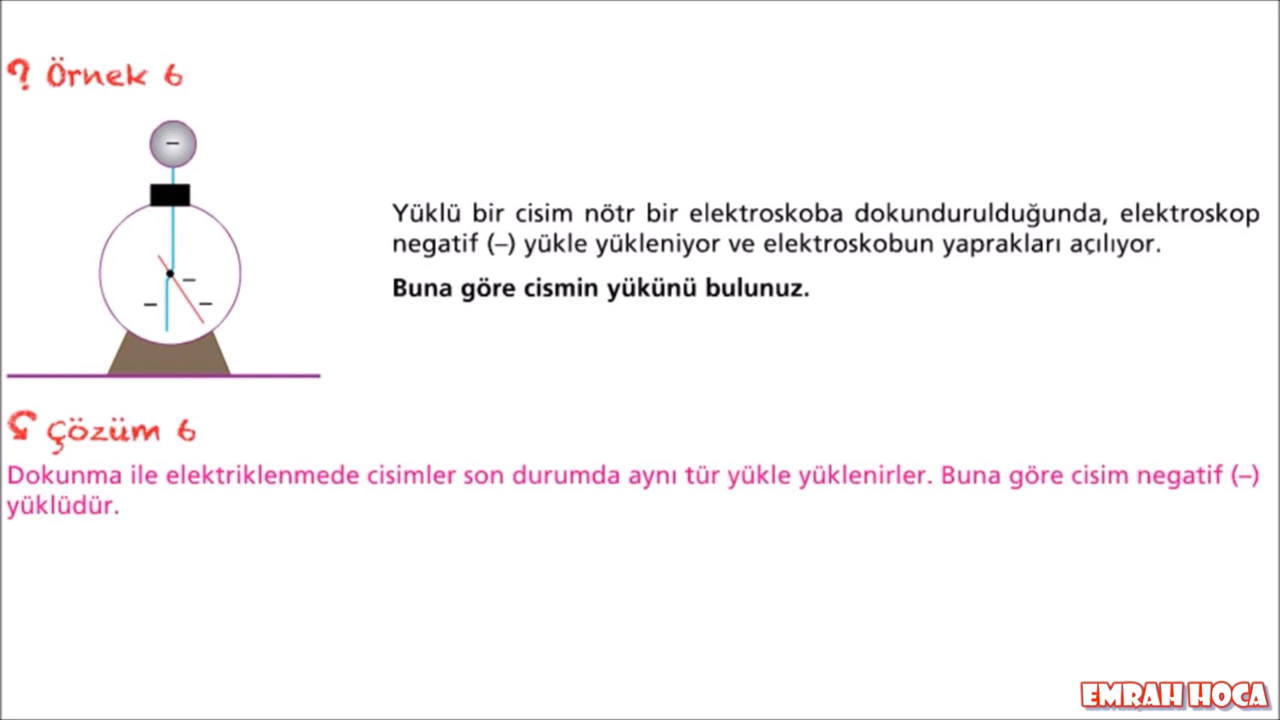 ? Örnek 6
–
–
– –
Yüklü bir cisim nötr bir elektroskoba dokundurulduğunda, elektroskop
negatif (–) yükle yükleniyor ve elektroskobun yaprakları açılıyor.
Buna göre cismin yükünü bulunuz.
Çözüm 6
Dokunma ile elektriklenmede cisimler son durumda aynı tür yükle yüklenirler. Buna göre cisim negatif (–)
yüklüdür.
EMRAH HOCA